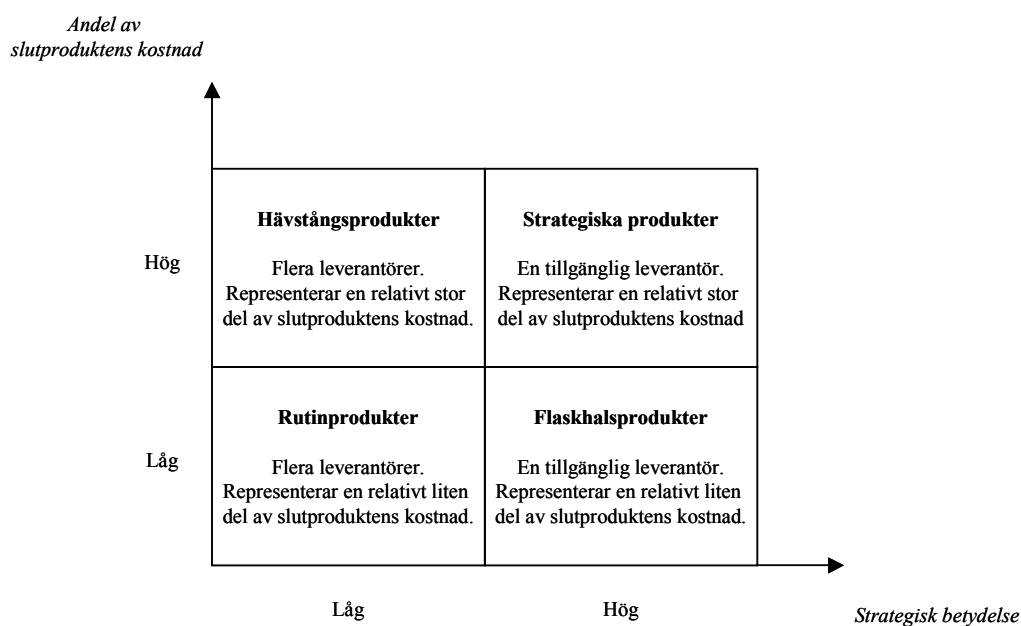 Andel av
slutproduktens kostnad
Hög
Hävstångsprodukter
Flera leverantörer.
Representerar en relativt stor
del av slutproduktens kostnad.
Strategiska produkter
En tillgänglig leverantör.
Representerar en relativt stor
del av slutproduktens kostnad
Låg
Rutinprodukter
Flera leverantörer.
Representerar en relativt liten
del av slutproduktens kostnad.
Flaskhalsprodukter
En tillgänglig leverantör.
Representerar en relativt liten
del av slutproduktens kostnad.
Låg
Hög
Strategisk betydelse